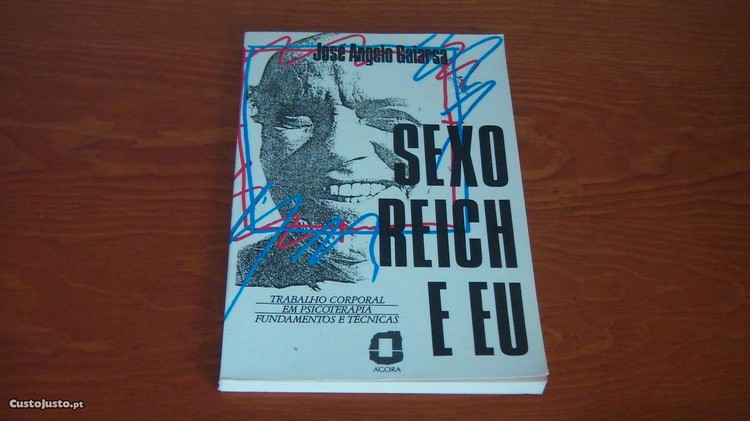 José Angelo Gaiarsa
SEXO
REICH
E EU
TRABALHO CORPORAL
EM PSICOTERAPIA
FUNDAMENTOS E TÉCNICAS
ÁGORA
CustoJusto.pt